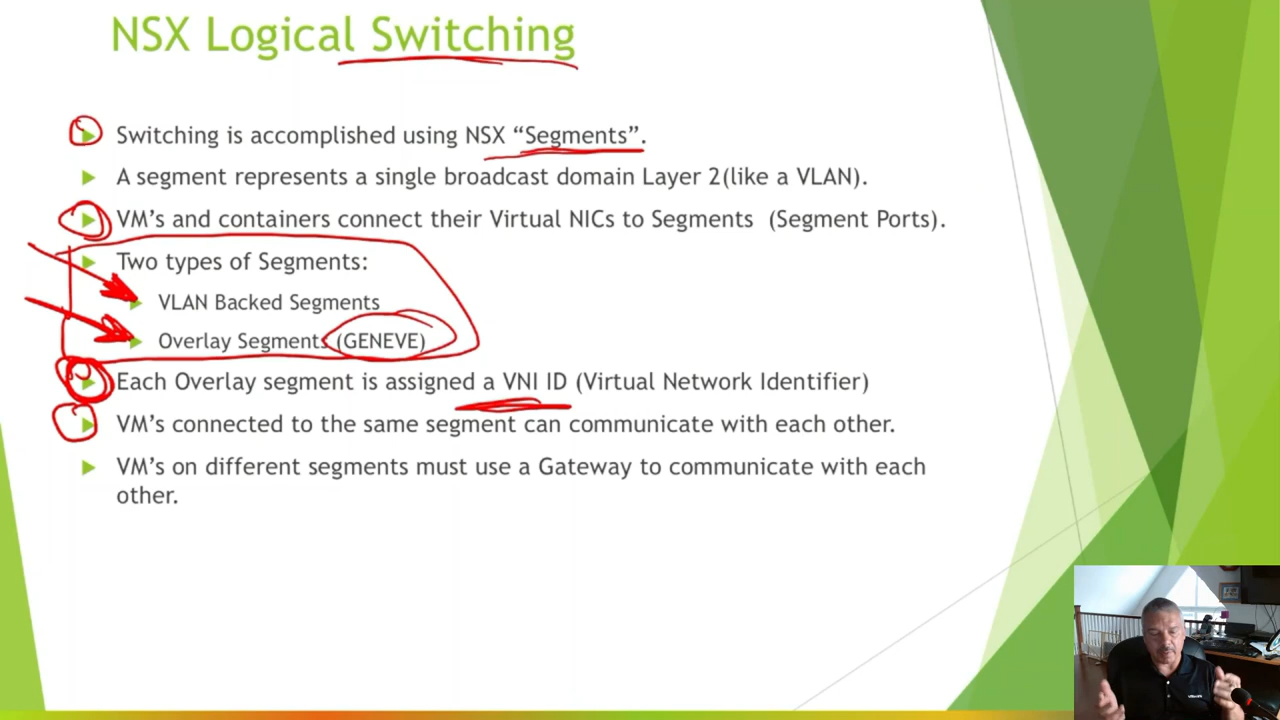 NSX Logical Switching
Switching is accomplished using NSX “Segments”.
A segment represents a single broadcast domain Layer 2(like a VLAN).
VM's and containers connect their Virtual NICs to Segments (Segment Ports).
Two types of Segments:
VLAN Backed Segments
Overlay Segments (GENEVE)
Each Overlay segment is assigned a VNI ID (Virtual Network Identifier)
VM's connected to the same segment can communicate with each other.
VM's on different segments must use a Gateway to communicate with each
other.